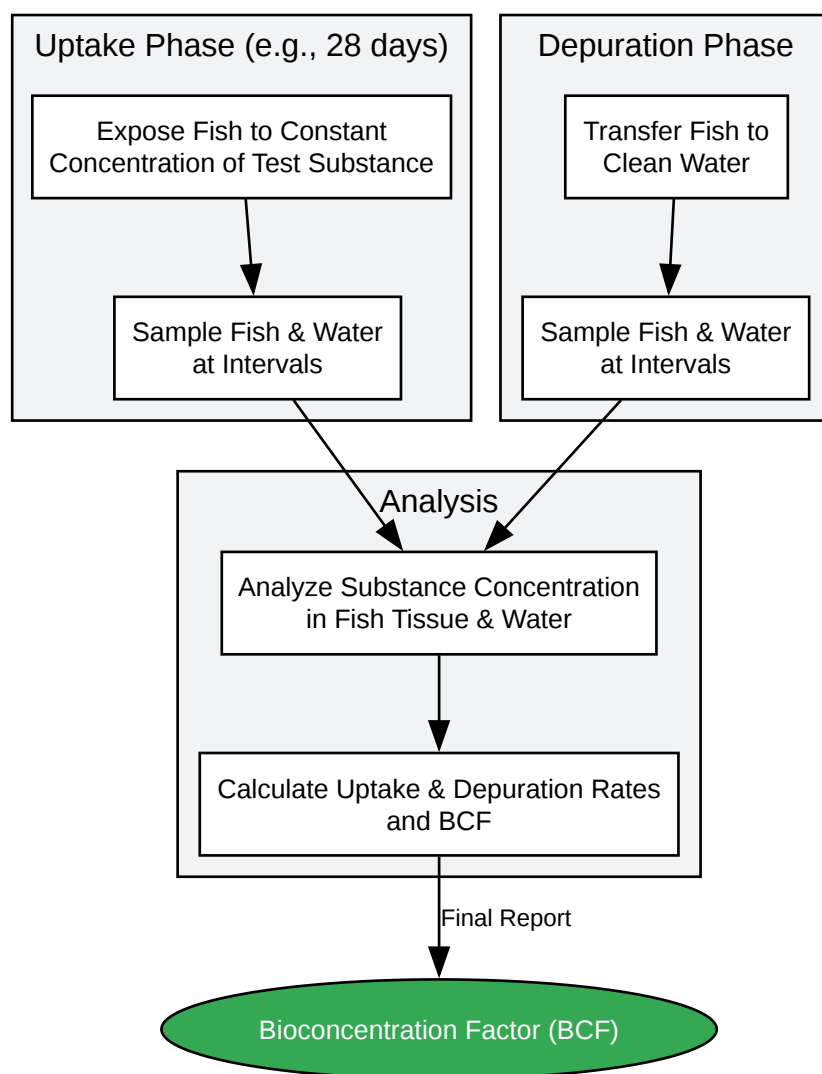 Uptake Phase (e.g., 28 days)
Expose Fish to Constant
Concentration of Test Substance
Sample Fish & Water
at Intervals
Depuration Phase
Transfer Fish to
Clean Water
Sample Fish & Water
at Intervals
Analysis
Analyze Substance Concentration
in Fish Tissue & Water
Calculate Uptake & Depuration Rates
and BCF
Final Report
Bioconcentration Factor (BCF)